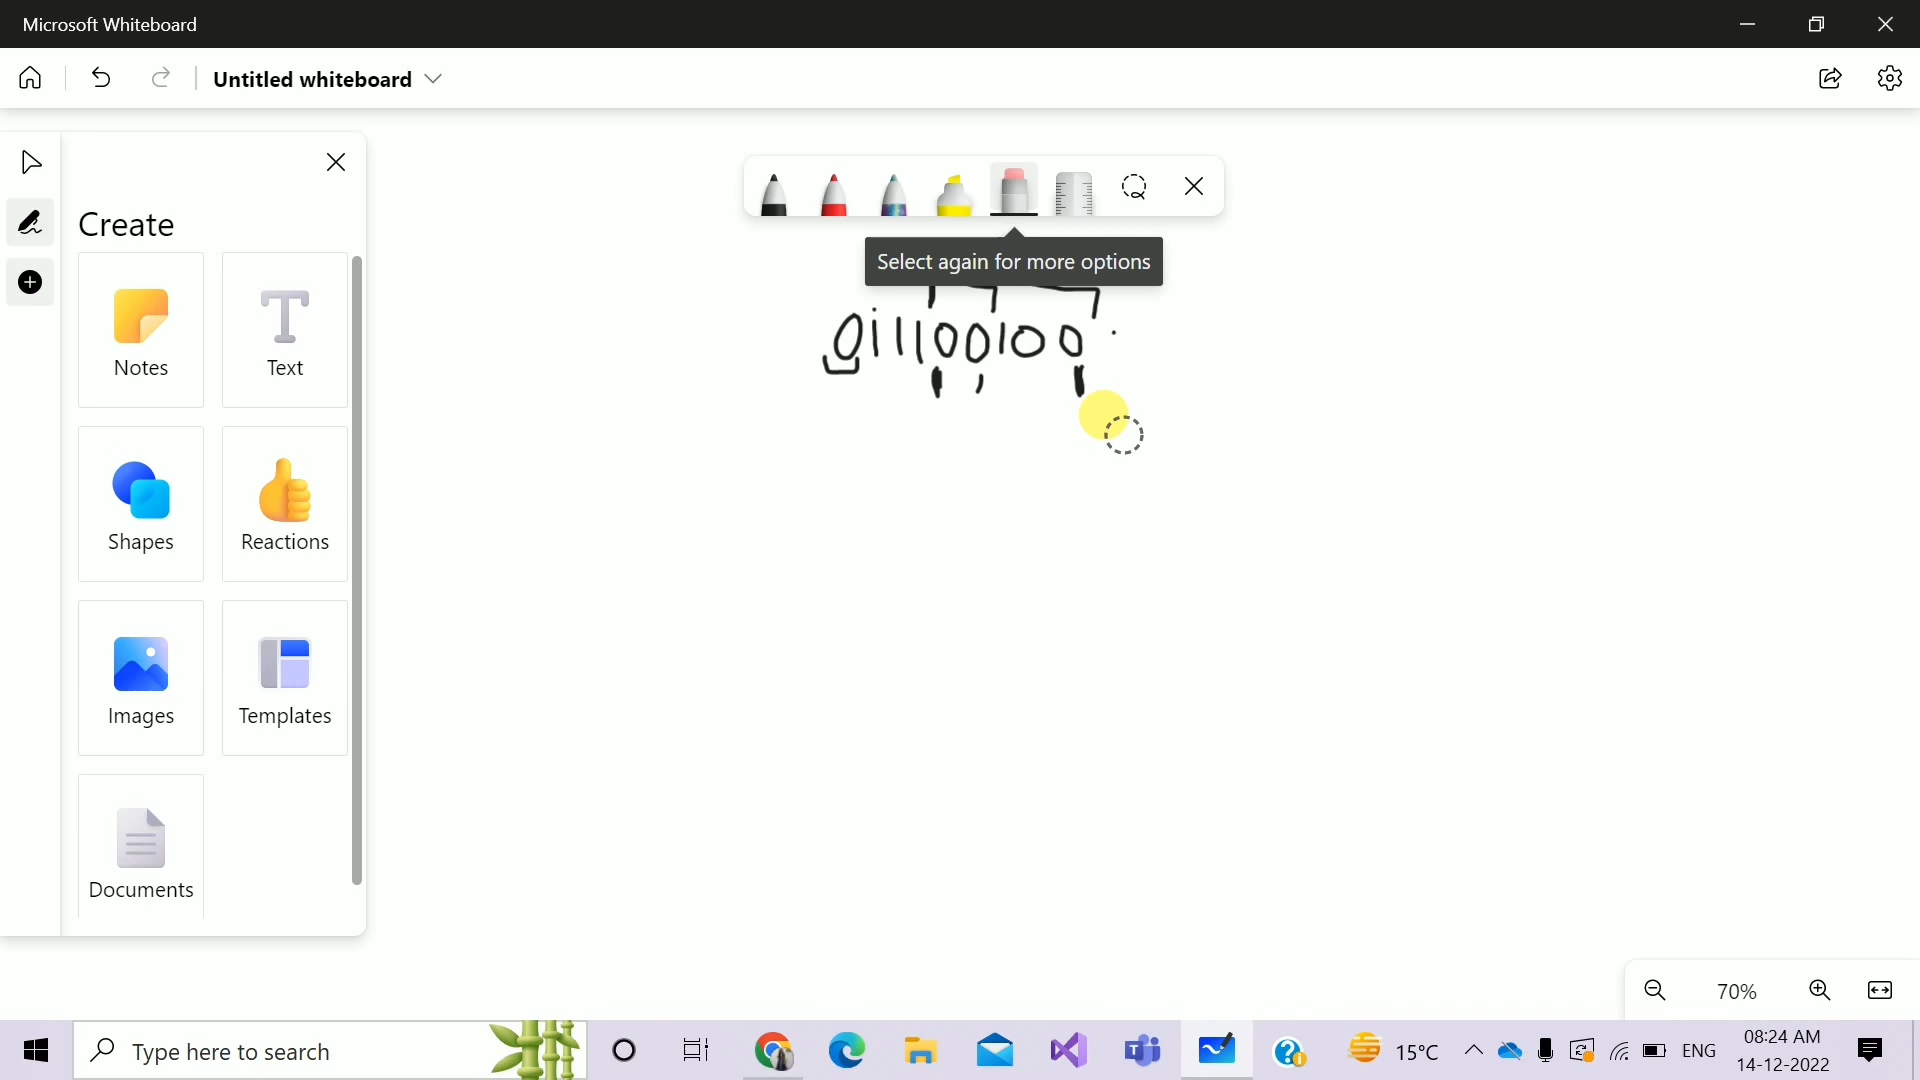 Microsoft Whiteboard
Untitled whiteboard
Create
Select again for more options
Notes
Text
0111100100
Shapes
Reactions
Images
Templates
Documents
70%
Type here to search
15°C
ENG
08:24 AM
14-12-2022